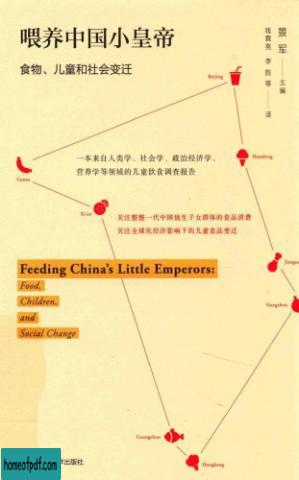 喂养中国小皇帝
食物、儿童和社会变迁
景军 主编
钱霖亮 李胜等 译
Beijing
一本来自人类学、社会学、政治经济学、
营养学等领域的儿童饮食调查报告
Shandong
Gansu
Xi'an
关注整整一代中国独生子女群体的食品消费
关注全球化经济影响下的儿童食品变迁
Feeding China's Little Emperors:
Food,
Children,
and
Social Change
Jiangsu
Hangzhou
Guangzhou
Hongkong
学出版社
homeofpdf.com